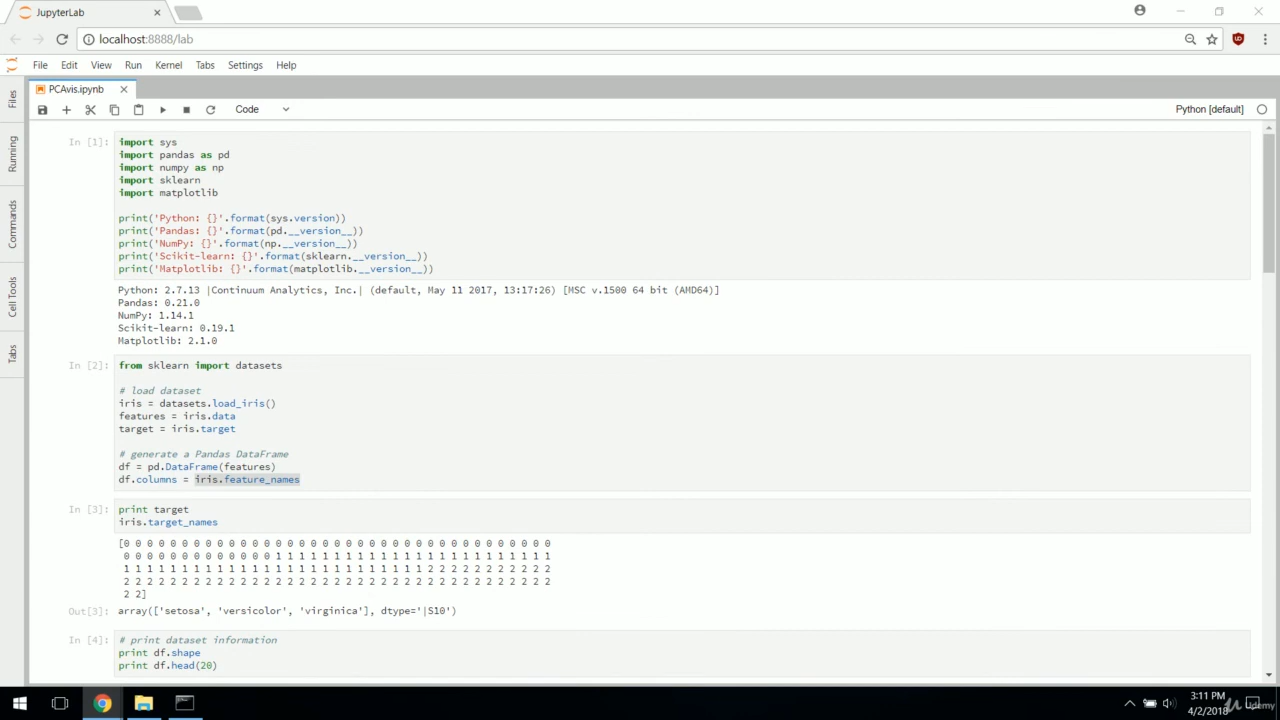 JupyterLab
localhost:8888/lab
File Edit View Run Kernel Tabs Settings Help
PCAvis.ipynb
Code
Python [default]
Files
Running
Commands
Cell Tools
Tabs
In [1]:
import sys
import pandas as pd
import numpy as np
import sklearn
import matplotlib
print('Python: {}'.format(sys.version))
print('Pandas: {}'.format(pd.__version__))
print('NumPy: {}'.format(np.__version__))
print('Scikit-learn: {}'.format(sklearn.__version__))
print('Matplotlib: {}'.format(matplotlib.__version__))
Python: 2.7.13 |Continuum Analytics, Inc.| (default, May 11 2017, 13:17:26) [MSC v.1500 64 bit (AMD64)]
Pandas: 0.21.0
NumPy: 1.14.1
Scikit-learn: 0.19.1
Matplotlib: 2.1.0
In [2]:
from sklearn import datasets
# load dataset
iris = datasets.load_iris()
features = iris.data
target = iris.target
# generate a Pandas DataFrame
df = pd.DataFrame(features)
df.columns = iris.feature_names
In [3]:
print target
iris.target_names
[0 0 0 0 0 0 0 0 0 0 0 0 0 0 0 0 0 0 0 0 0 0 0 0 0 0 0 0 0 0 0 0 0 0 0 0 0
0 0 0 0 0 0 0 0 0 0 0 0 0 1 1 1 1 1 1 1 1 1 1 1 1 1 1 1 1 1 1 1 1 1 1 1 1
1 1 1 1 1 1 1 1 1 1 1 1 1 1 1 1 1 1 1 1 1 1 1 1 1 1 2 2 2 2 2 2 2 2 2 2 2
2 2 2 2 2 2 2 2 2 2 2 2 2 2 2 2 2 2 2 2 2 2 2 2 2 2 2 2 2 2 2 2 2 2 2 2 2
2 2]
Out[3]: array(['setosa', 'versicolor', 'virginica'], dtype='|S10')
In [4]:
# print dataset information
print df.shape
print df.head(20)
3:11 PM
4/2/2018
Udemy